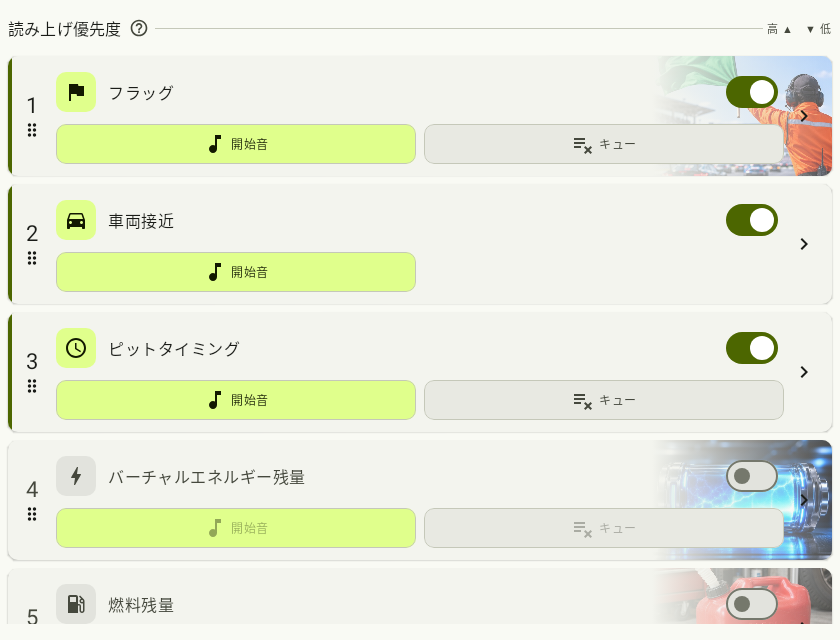 読み上げ優先度 高 ▲ ▼ 低
1 フラッグ
開始音 キュー
2 車両接近
開始音
3 ピットタイミング
開始音 キュー
4 バーチャルエネルギー残量
開始音 キュー
5 燃料残量